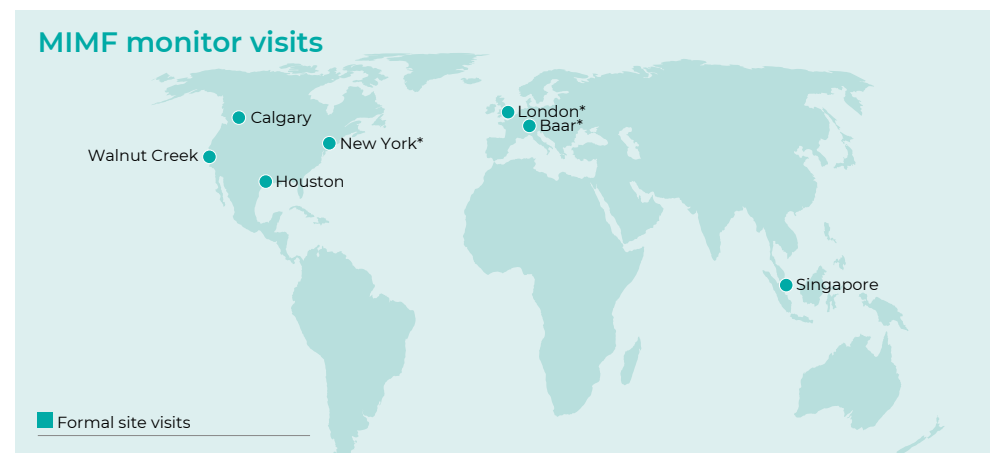 MIMF monitor visits
London*
Calgary
Baar*
New York*
Walnut Creek
Houston
Singapore
Formal site visits